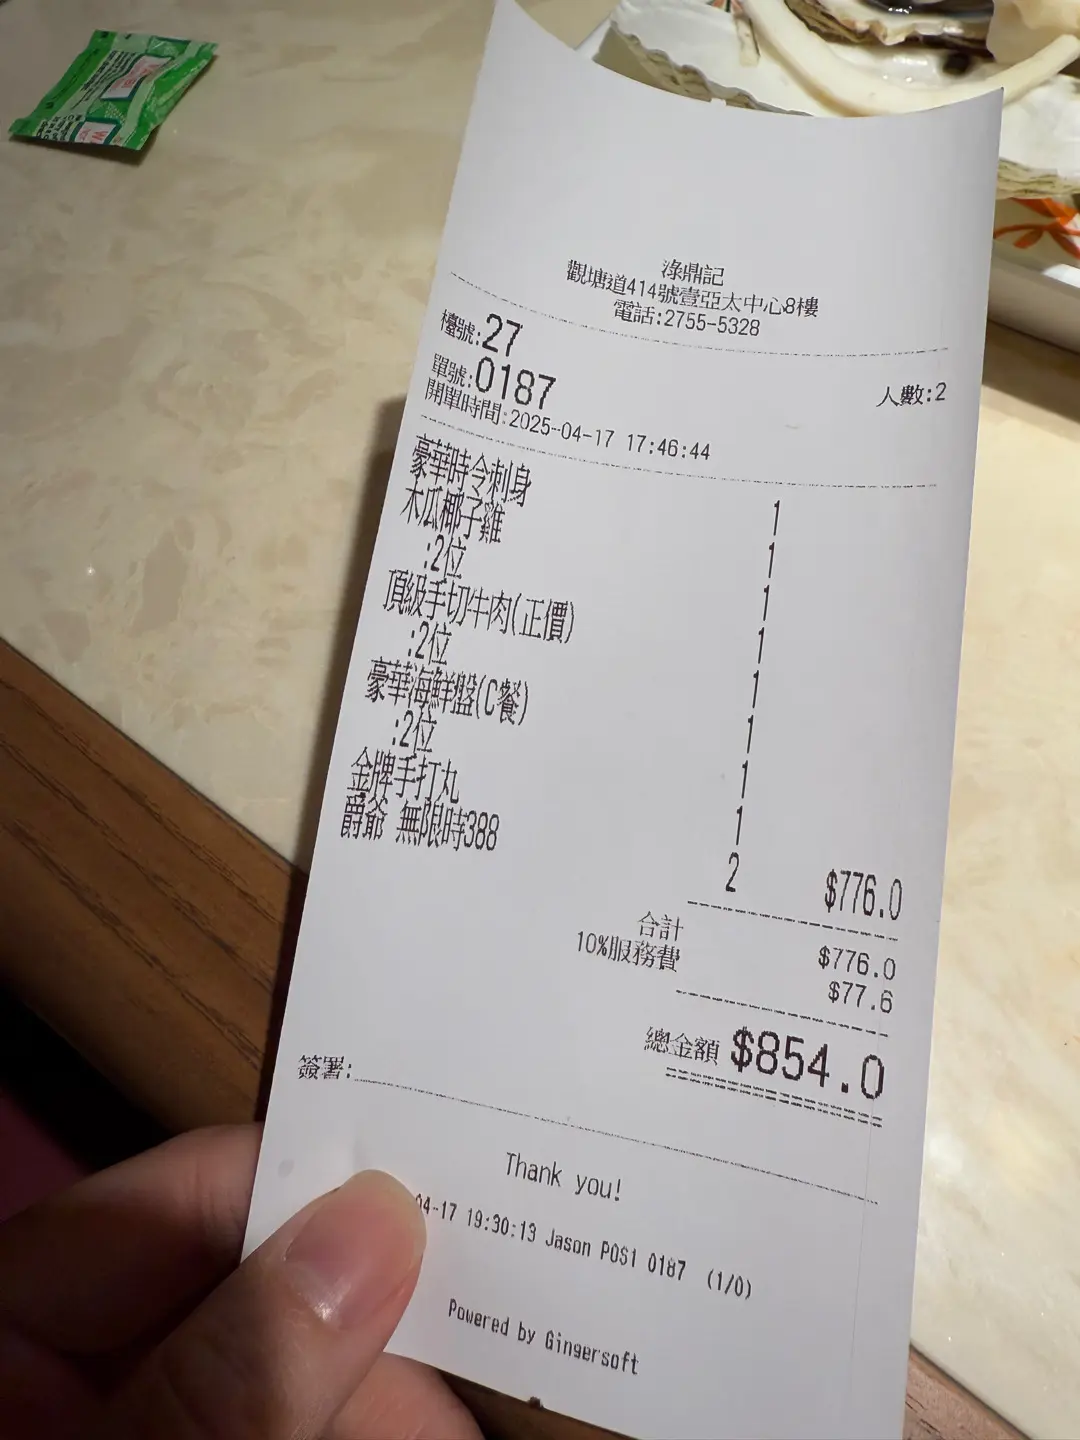 淥鼎記
觀塘道414號壹亞太中心8樓
電話:2755-5328
檯號:27
單號:0187 人數:2
開單時間:2025-04-17 17:46:44
豪華時令刺身 1
木瓜椰子雞 1
:2位 1
頂級手切牛肉(正價) 1
:2位 1
豪華海鮮盤(C餐) 1
:2位 1
金牌手打丸 1
爵爺 無限時388 2 $776.0
合計 $776.0
10%服務費 $77.6
總金額 $854.0
簽署:
Thank you!
04-17 19:30:13 Jason POS1 0187 (1/0)
Powered by Gingersoft